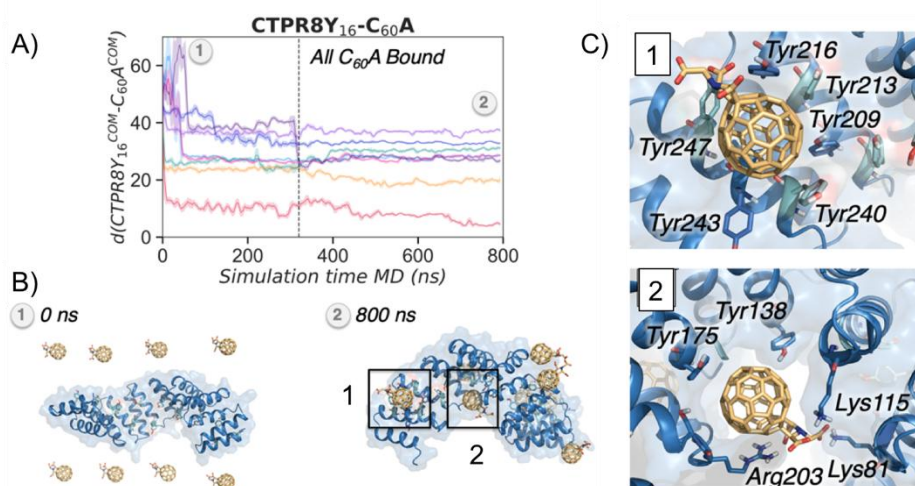 A)
CTPR8Y₁₆-C₆₀A
d(CTPR8Y₁₆ᶜᴼᴹ-C₆₀Aᶜᴼᴹ)
60
40
20
0
1
All C₆₀A Bound
2
0 200 400 600 800
Simulation time MD (ns)
B)
1 0 ns
2 800 ns
1
2
C)
1
Tyr216
Tyr213
Tyr209
Tyr247
Tyr240
Tyr243
2
Tyr138
Tyr175
Lys115
Arg203
Lys81